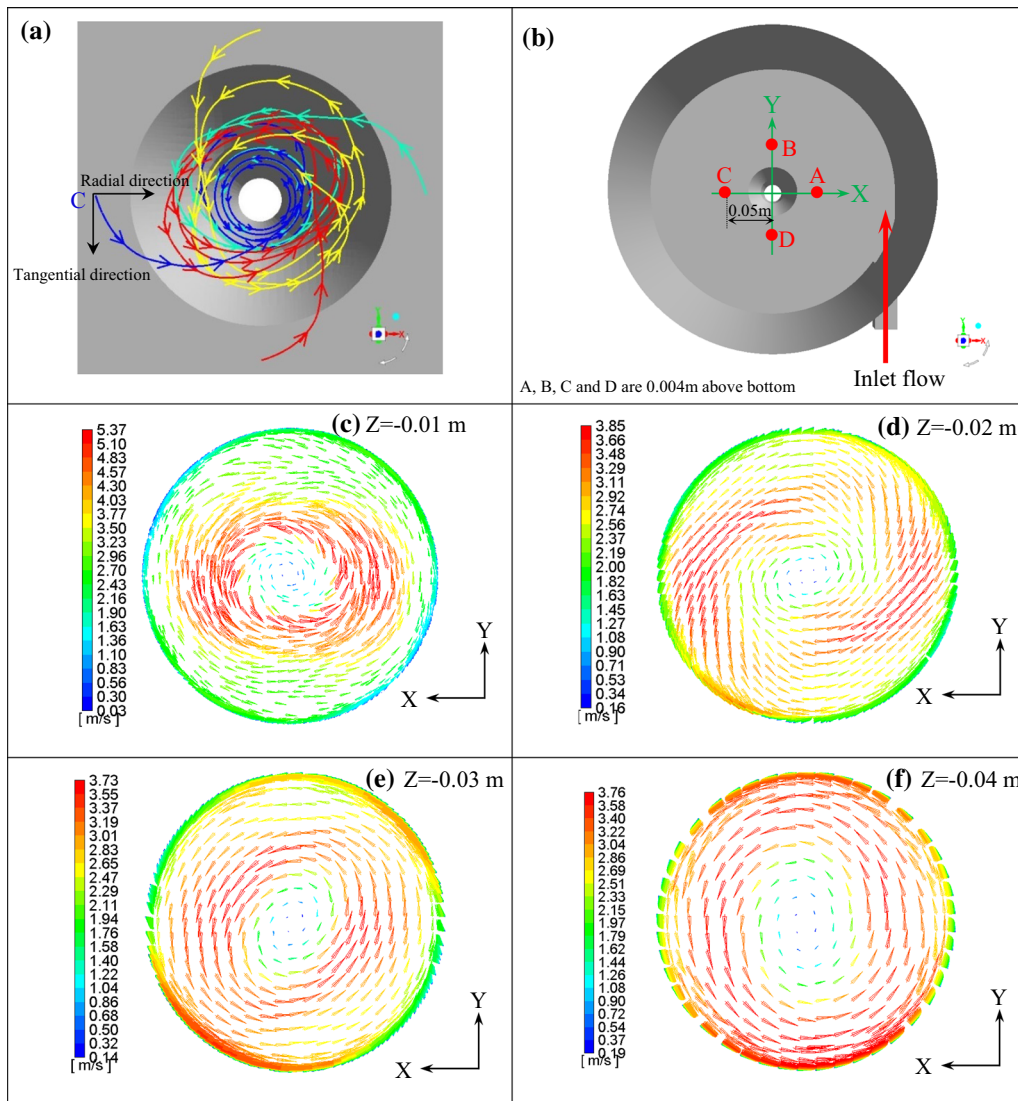 (a)
Radial direction
C
Tangential direction
Y
X
(b)
Y
B
C
A
X
0.05m
D
Y
X
A, B, C and D are 0.004m above bottom
Inlet flow
(c) Z=-0.01 m
5.37
5.10
4.83
4.57
4.30
4.03
3.77
3.50
3.23
2.96
2.70
2.43
2.16
1.90
1.63
1.36
1.10
0.83
0.56
0.30
0.03
[ m/s ]
Y
X
(d) Z=-0.02 m
3.85
3.66
3.48
3.29
3.11
2.92
2.74
2.56
2.37
2.19
2.00
1.82
1.63
1.45
1.27
1.08
0.90
0.71
0.53
0.34
0.16
[ m/s ]
Y
X
(e) Z=-0.03 m
3.73
3.55
3.37
3.19
3.01
2.83
2.65
2.47
2.29
2.11
1.94
1.76
1.58
1.40
1.22
1.04
0.86
0.68
0.50
0.32
0.14
[ m/s ]
Y
X
(f) Z=-0.04 m
3.76
3.58
3.40
3.22
3.04
2.86
2.69
2.51
2.33
2.15
1.97
1.79
1.62
1.44
1.26
1.08
0.90
0.72
0.54
0.37
0.19
[ m/s ]
Y
X